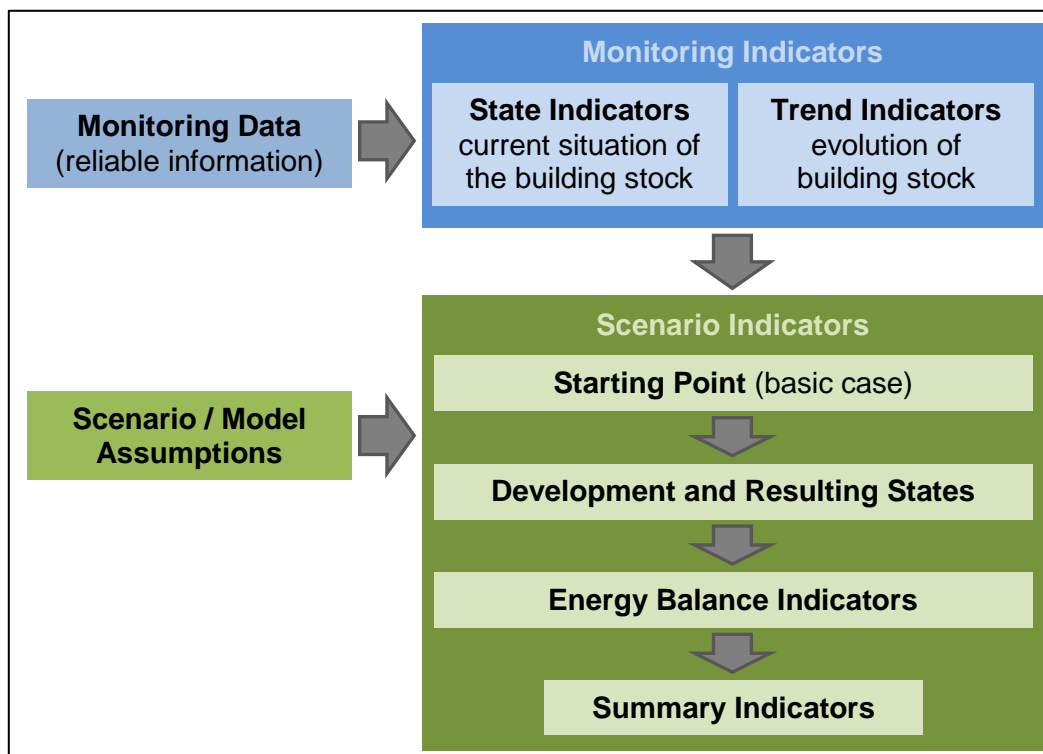 Monitoring Indicators
Monitoring Data
(reliable information)
State Indicators
current situation of
the building stock
Trend Indicators
evolution of
building stock
Scenario Indicators
Starting Point (basic case)
Scenario / Model
Assumptions
Development and Resulting States
Energy Balance Indicators
Summary Indicators